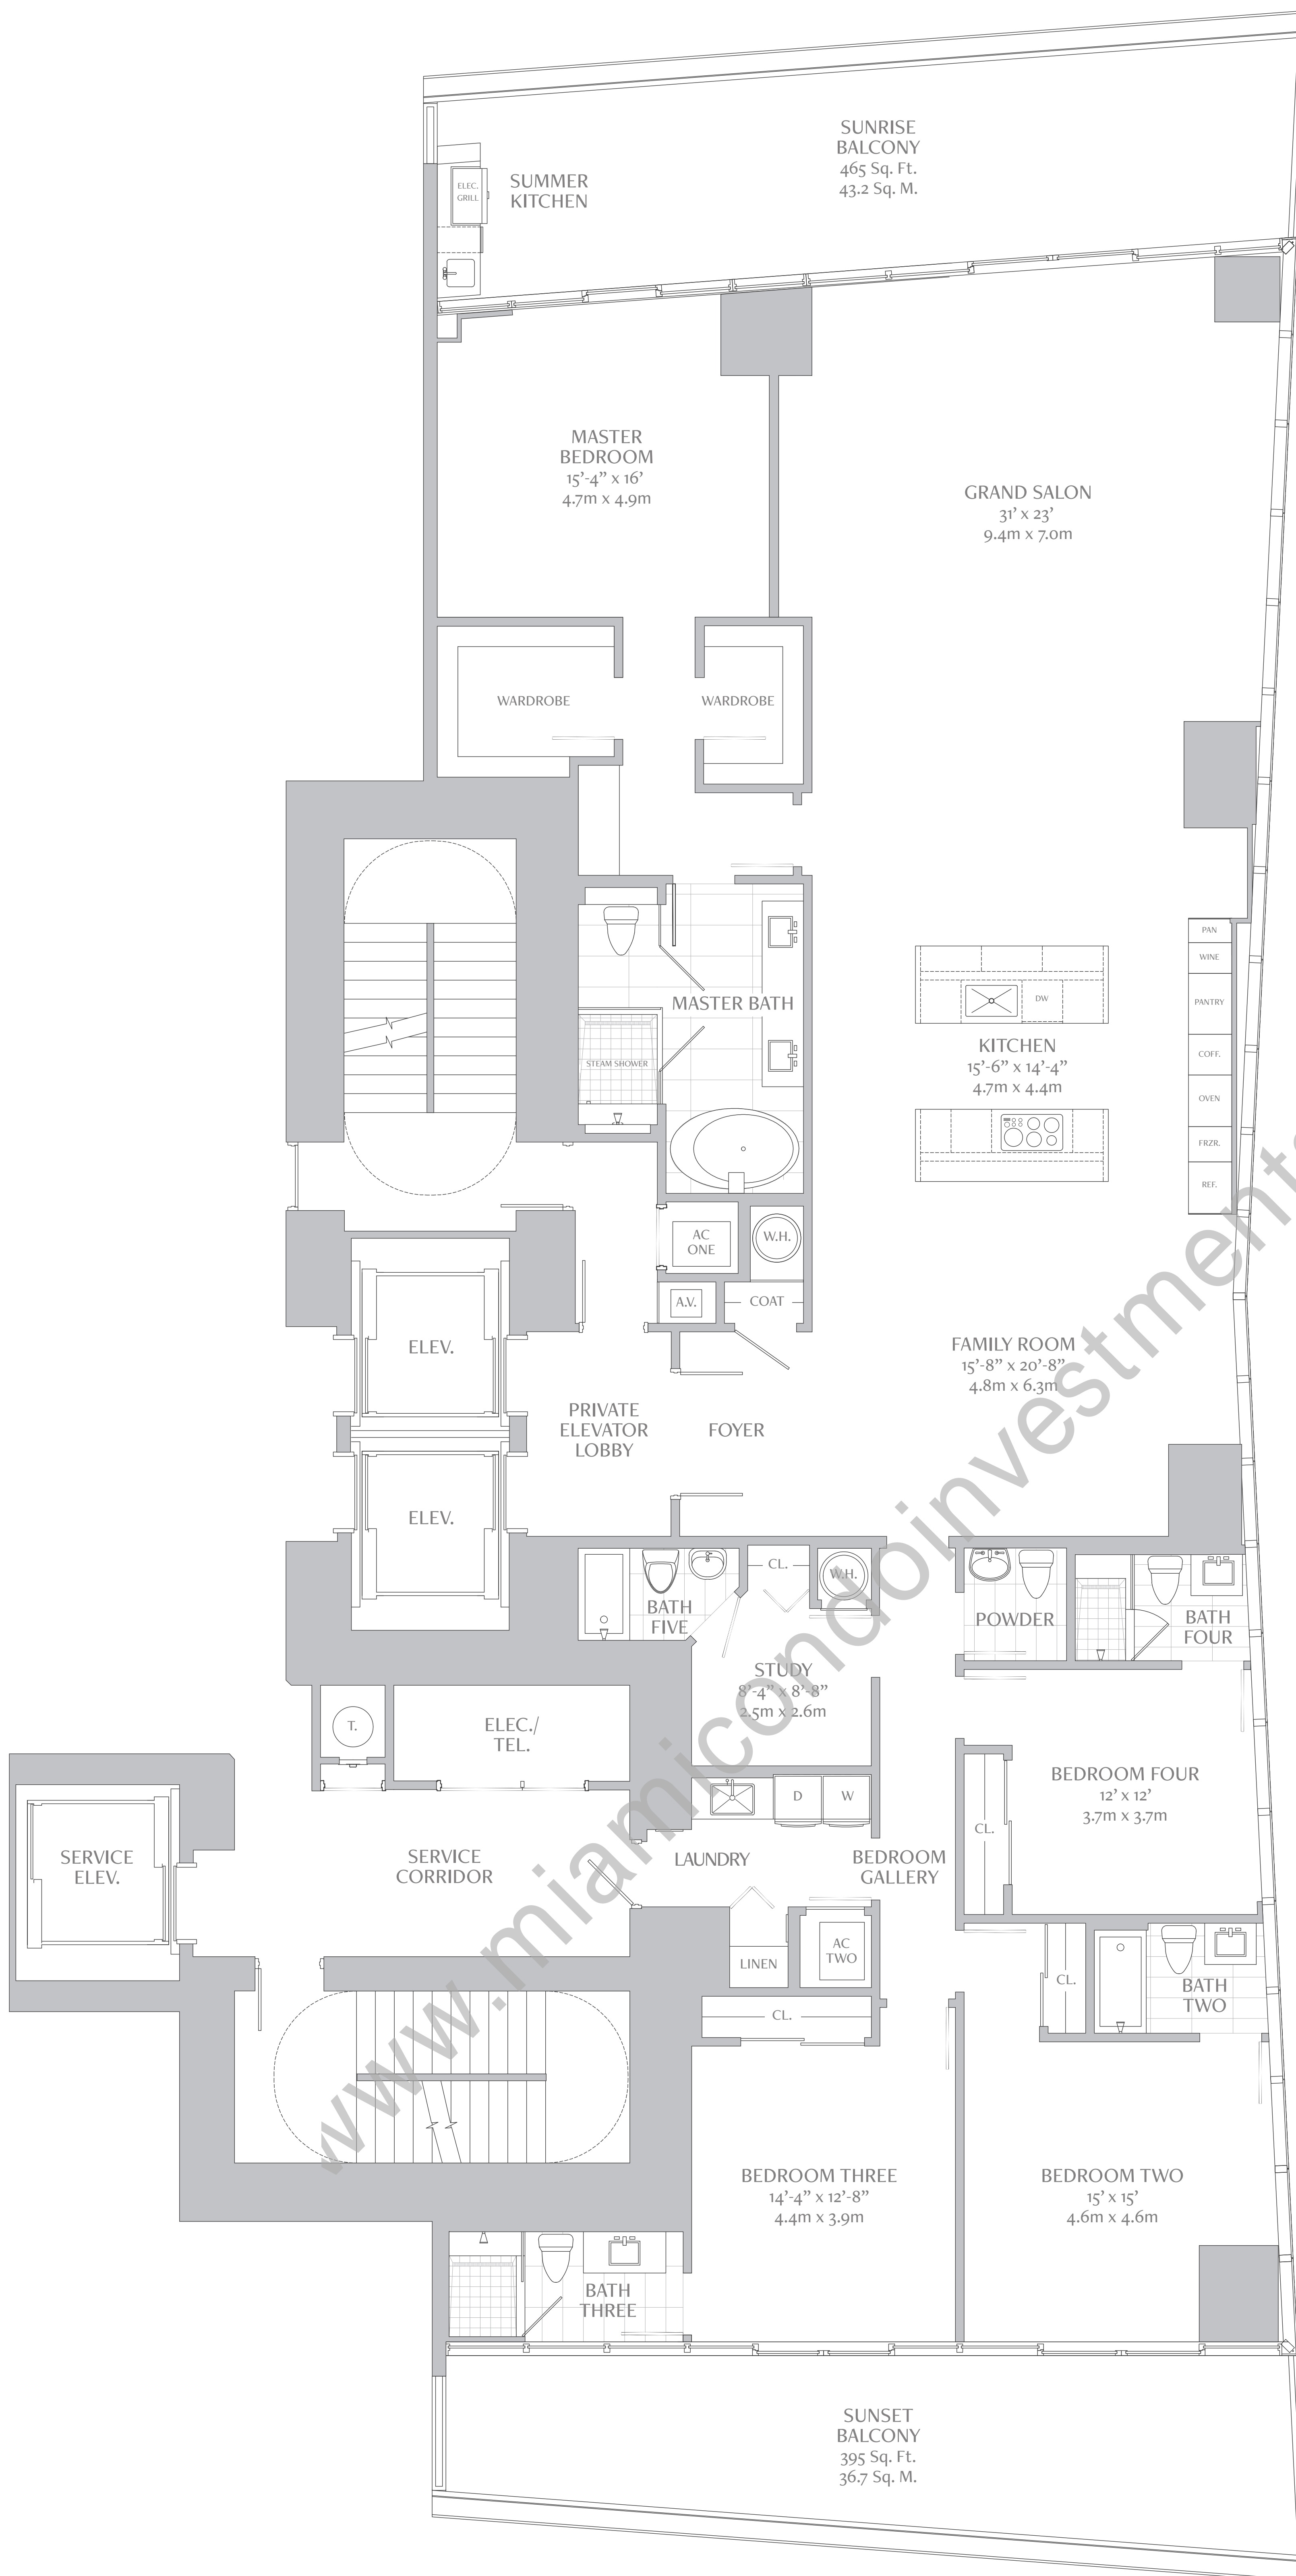 SUNRISE
BALCONY
465 Sq. Ft.
43.2 Sq. M.
ELEC.
GRILL
SUMMER
KITCHEN
MASTER
BEDROOM
15'-4" x 16'
4.7m x 4.9m
GRAND SALON
31' x 23'
9.4m x 7.0m
WARDROBE
WARDROBE
PAN
WINE
PANTRY
COFF.
OVEN
FRZR.
REF.
DW
MASTER BATH
STEAM SHOWER
KITCHEN
15'-6" x 14'-4"
4.7m x 4.4m
AC
ONE
W.H.
A.V.
COAT
ELEV.
FAMILY ROOM
15'-8" x 20'-8"
4.8m x 6.3m
PRIVATE
ELEVATOR
LOBBY
FOYER
ELEV.
CL.
W.H.
BATH
FIVE
POWDER
BATH
FOUR
STUDY
8'-4" x 8'-8"
2.5m x 2.6m
T.
ELEC./
TEL.
BEDROOM FOUR
12' x 12'
3.7m x 3.7m
D
W
CL.
SERVICE
ELEV.
SERVICE
CORRIDOR
LAUNDRY
BEDROOM
GALLERY
LINEN
AC
TWO
CL.
BATH
TWO
CL.
BEDROOM THREE
14'-4" x 12'-8"
4.4m x 3.9m
BEDROOM TWO
15' x 15'
4.6m x 4.6m
BATH
THREE
SUNSET
BALCONY
395 Sq. Ft.
36.7 Sq. M.
www.miamicondoinvestments